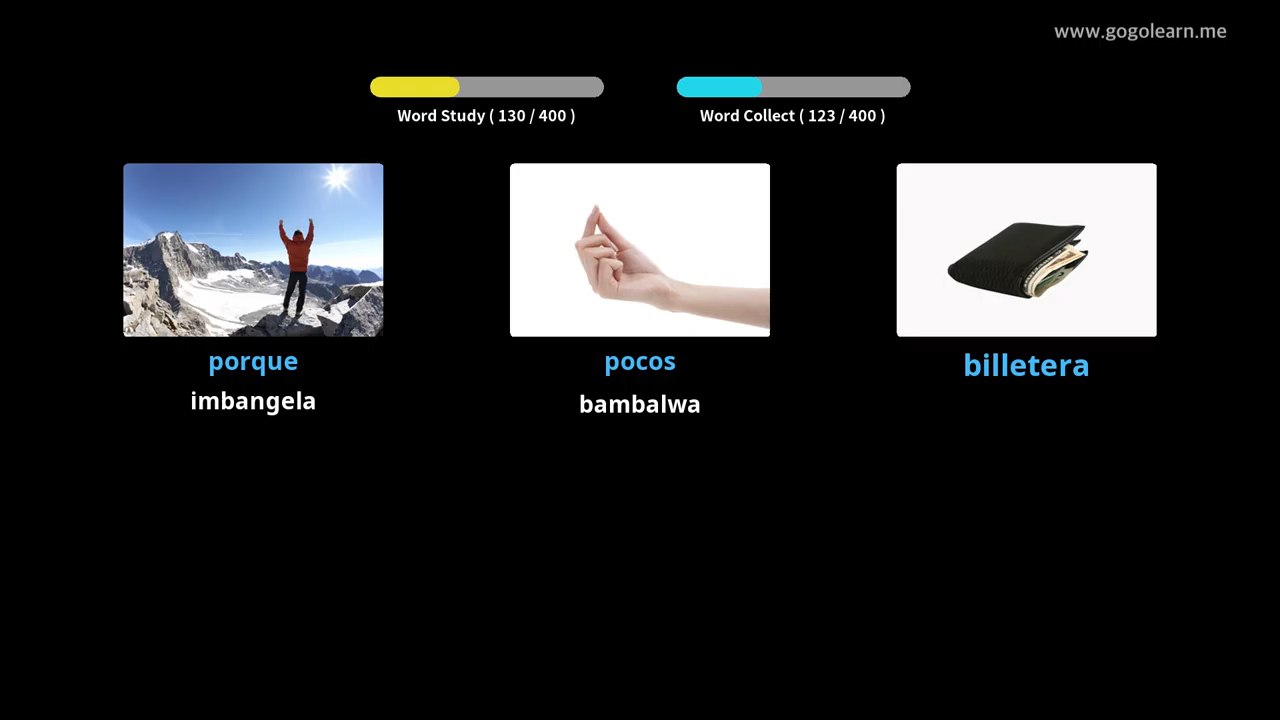 www.gogolearn.me
Word Study ( 130 / 400 )
Word Collect ( 123 / 400 )
porque
imbangela
pocos
bambalwa
billetera